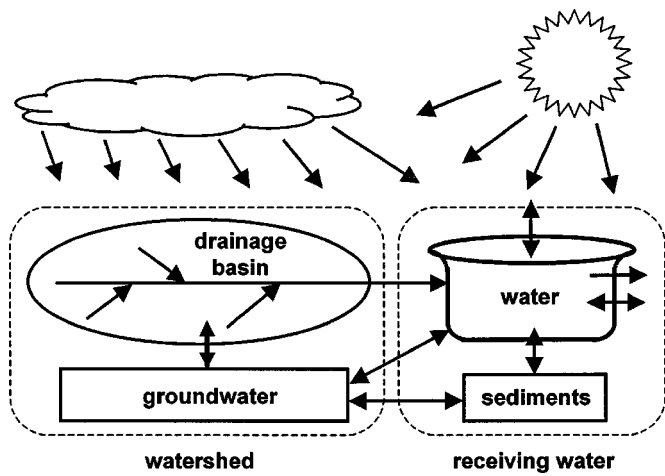 drainage
basin
water
groundwater
sediments
watershed
receiving water